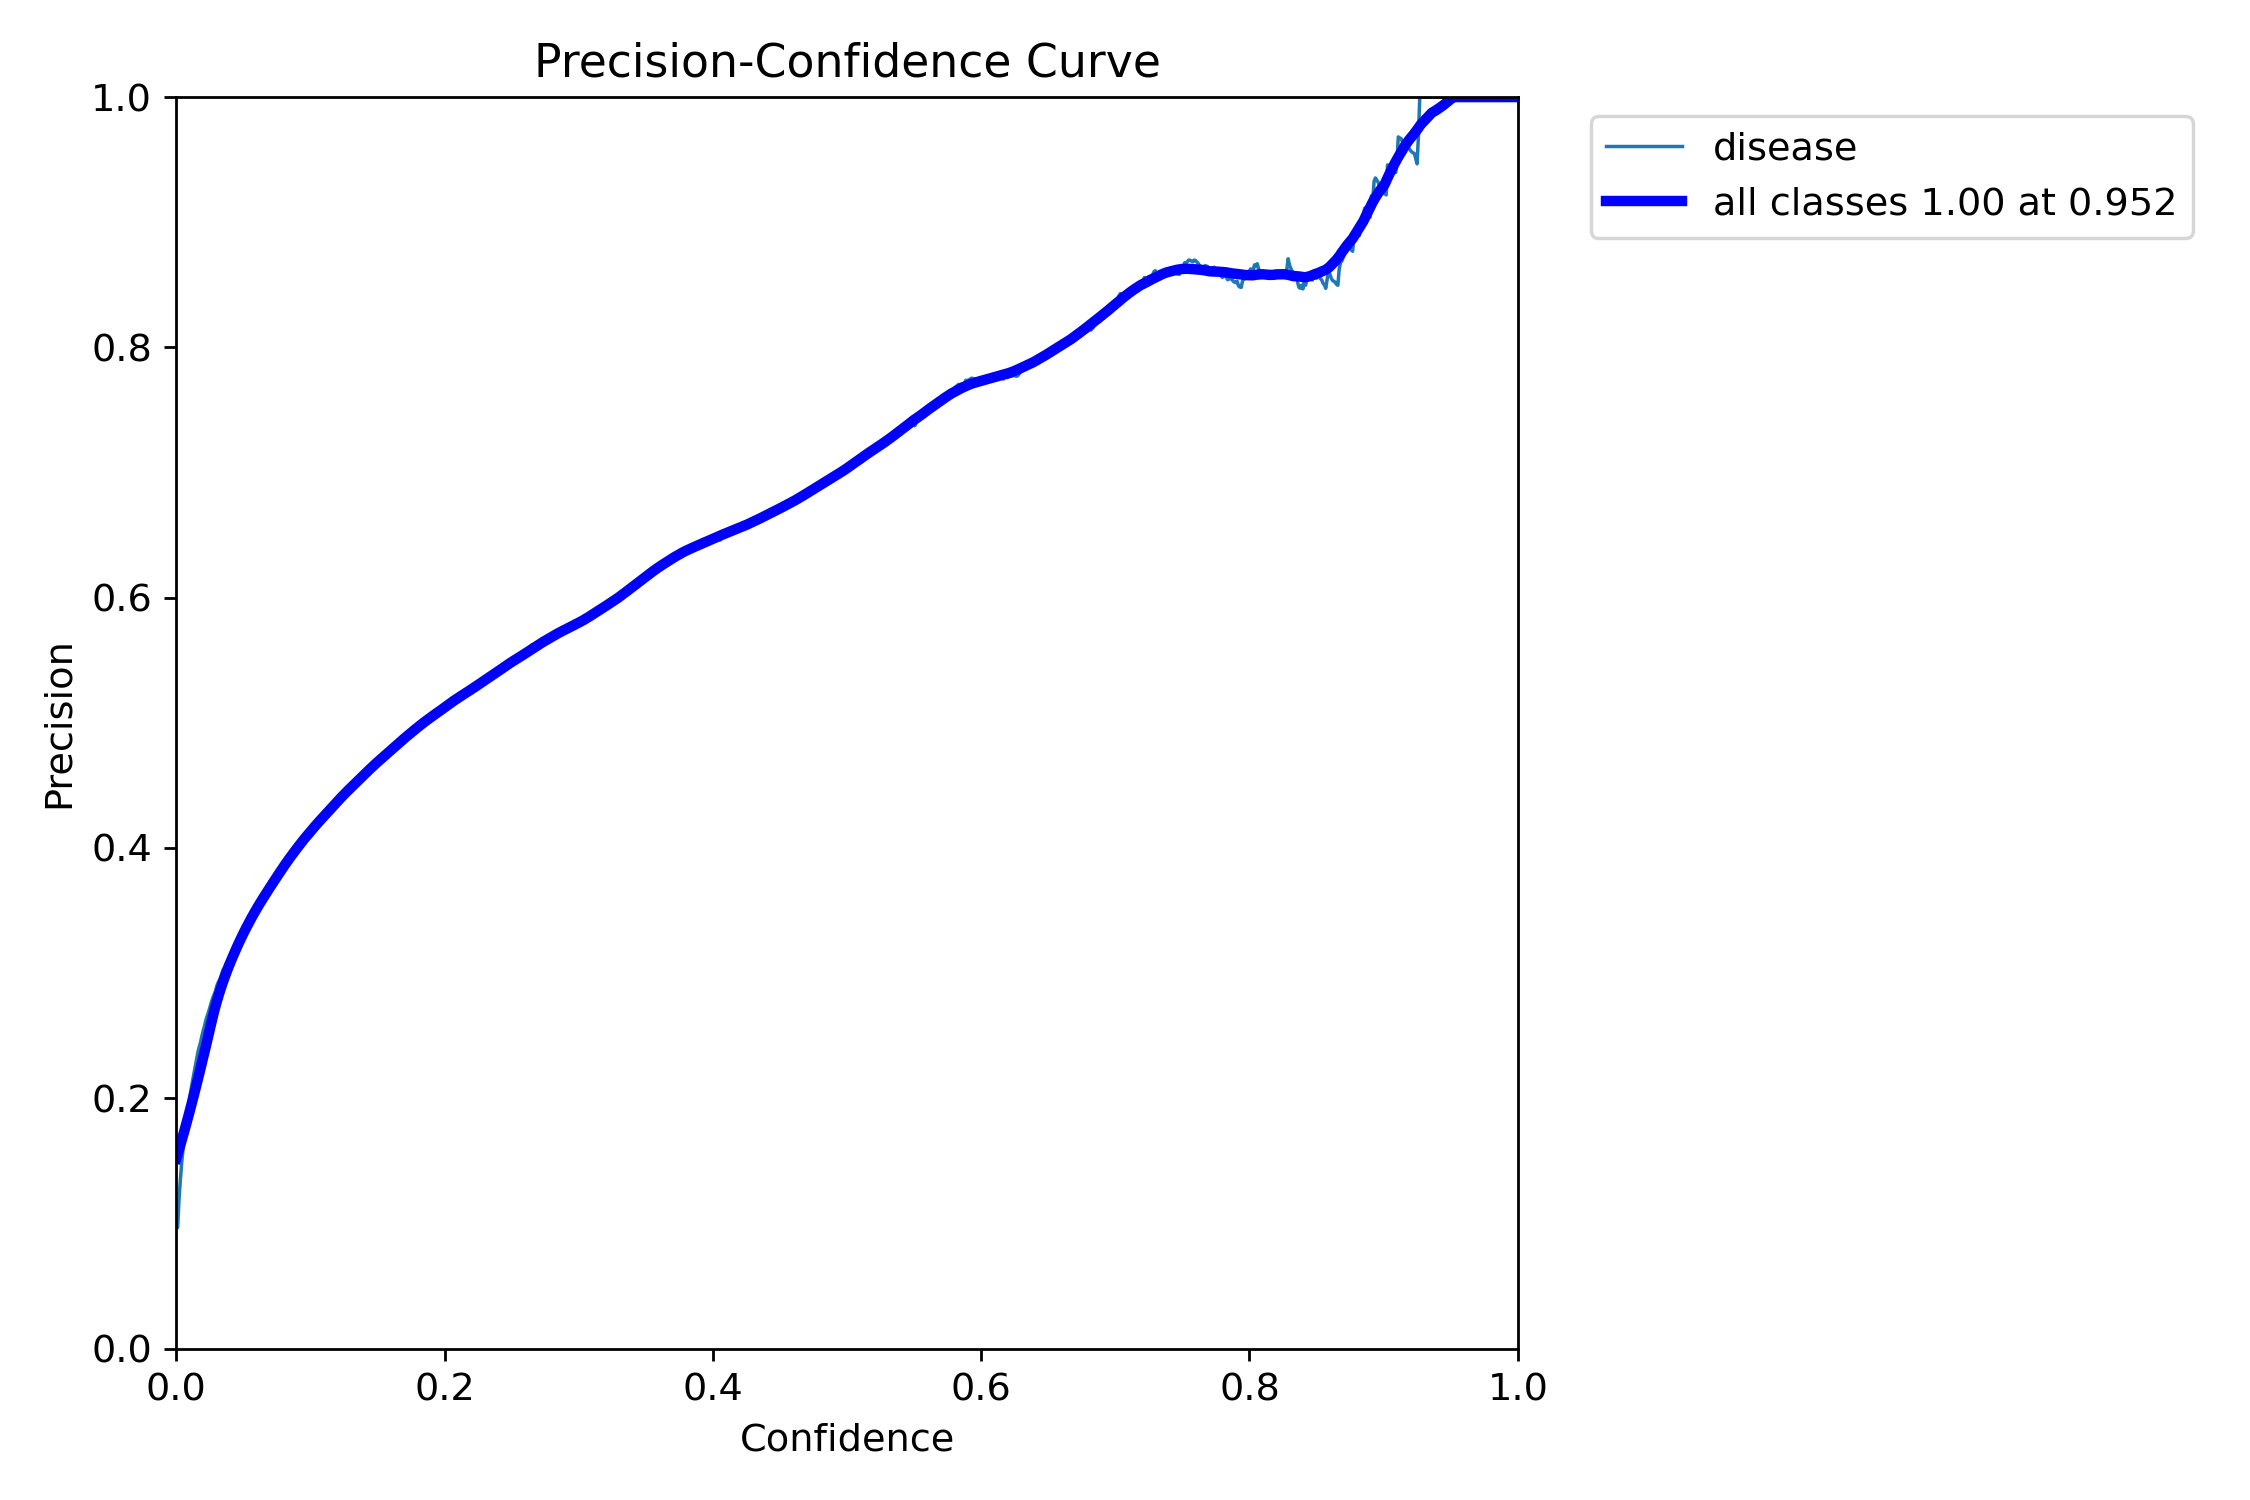 Precision-Confidence Curve
disease
all classes 1.00 at 0.952
1.0
0.8
0.6
0.4
0.2
0.0
Precision
0.0 0.2 0.4 0.6 0.8 1.0
Confidence